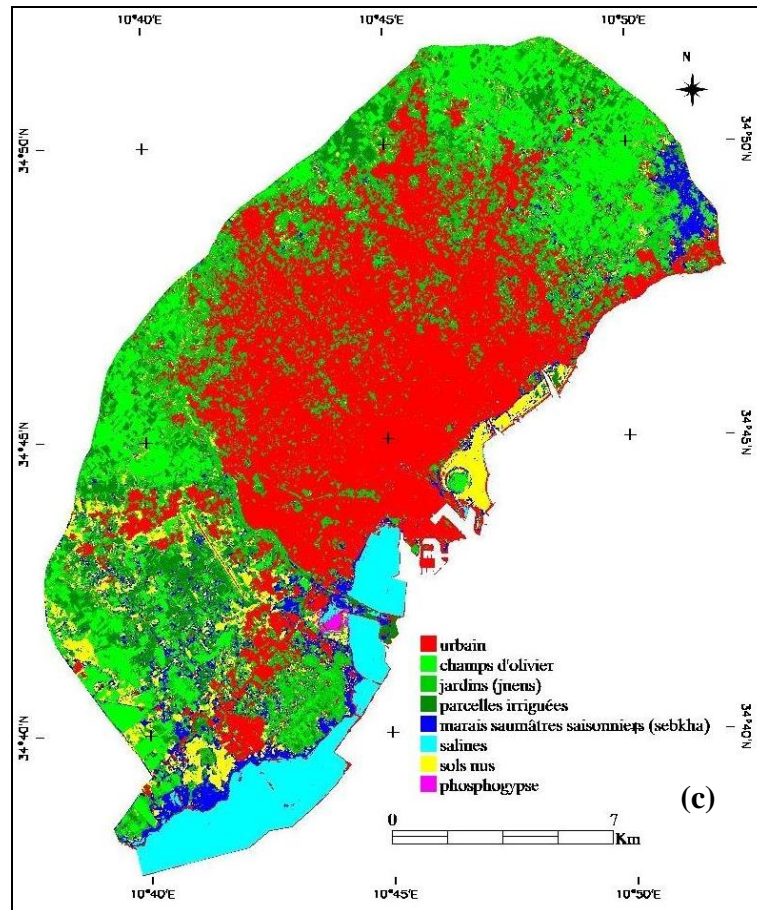 10°40'E
10°45'E
10°50'E
N
34°50'N
34°50'N
34°45'N
34°45'N
urbain
champs d'olivier
jardins (jnens)
parcelles irriguées
marais saumâtres saisonniers (sebkha)
34°40'N
34°40'N
salines
sols nus
phosphogypse
(c)
0
7
Km
10°40'E
10°45'E
10°50'E